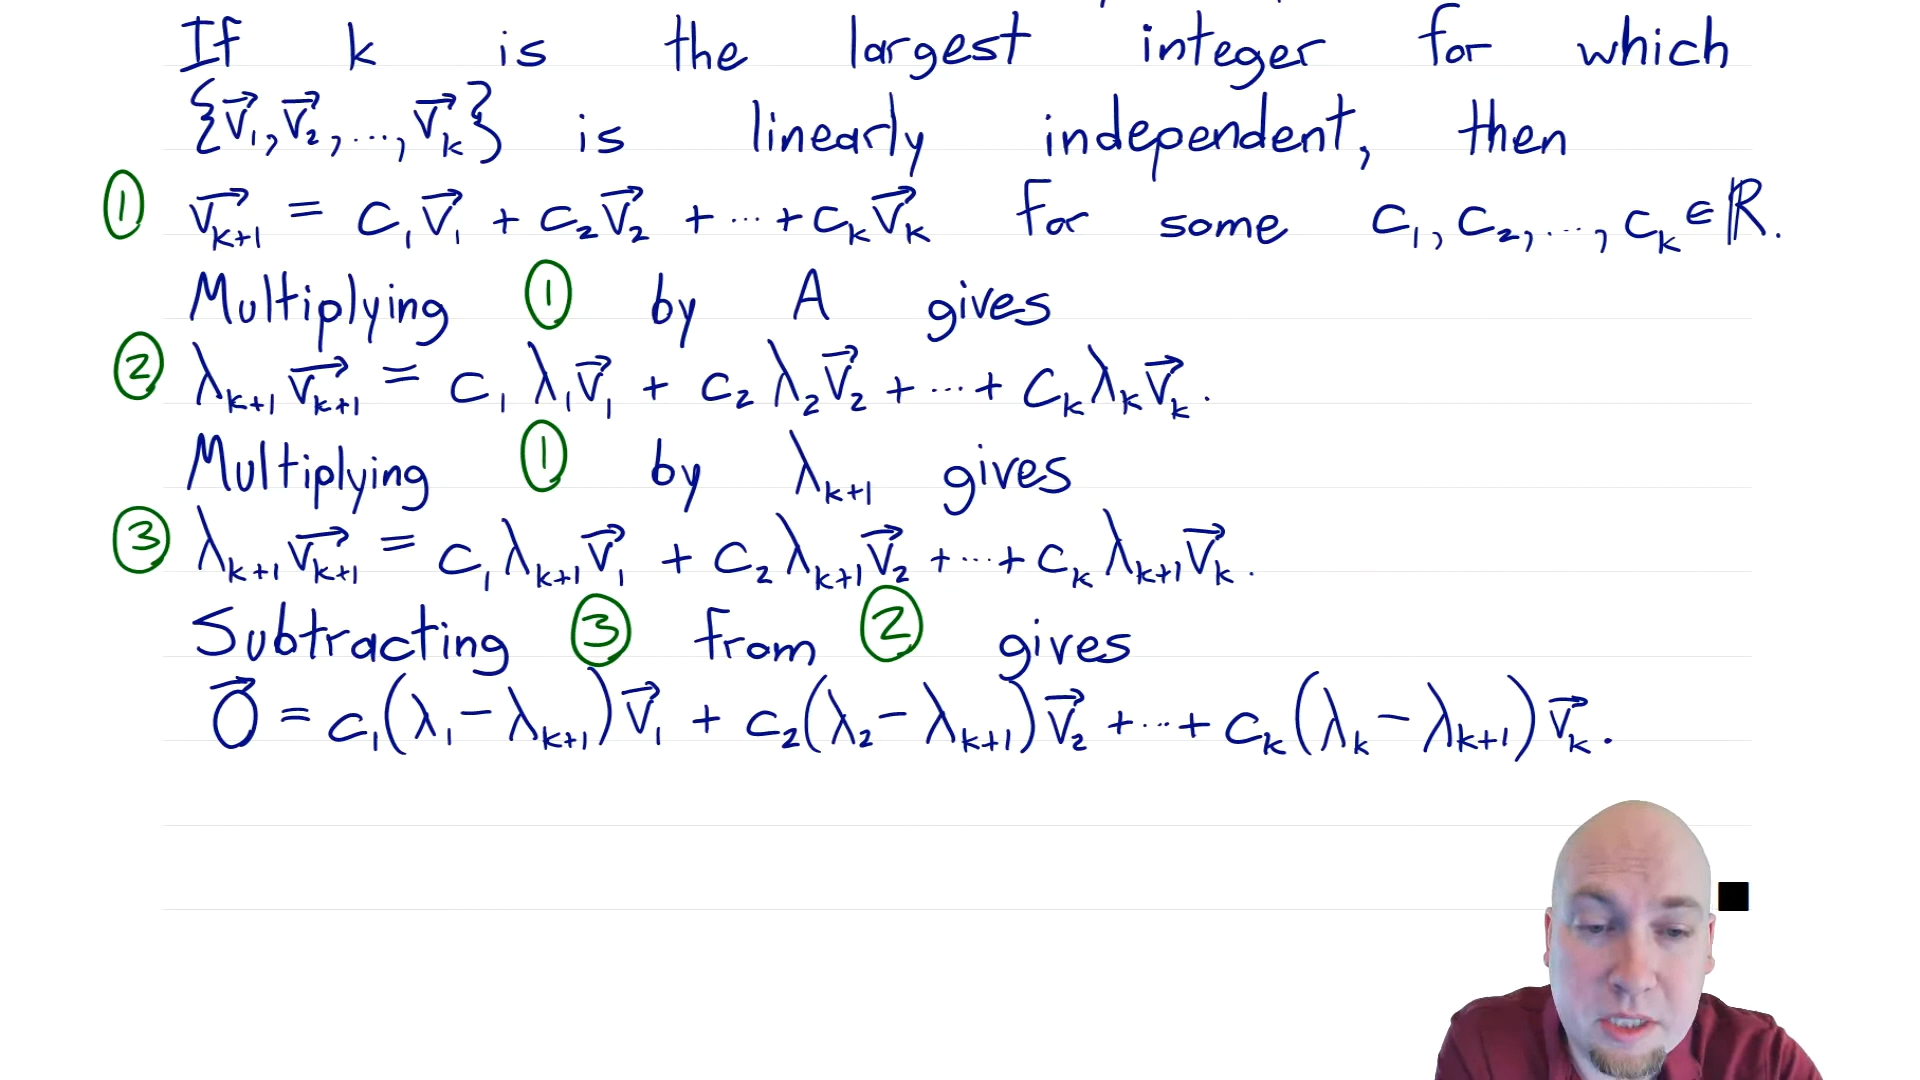 If k is the largest integer for which
{v⃗₁, v⃗₂, ..., v⃗ₖ} is linearly independent, then
① v⃗ₖ₊₁ = c₁v⃗₁ + c₂v⃗₂ + ⋯ + cₖv⃗ₖ for some c₁, c₂, ..., cₖ ∈ ℝ.
Multiplying ① by A gives
② λₖ₊₁v⃗ₖ₊₁ = c₁λ₁v⃗₁ + c₂λ₂v⃗₂ + ⋯ + cₖλₖv⃗ₖ.
Multiplying ① by λₖ₊₁ gives
③ λₖ₊₁v⃗ₖ₊₁ = c₁λₖ₊₁v⃗₁ + c₂λₖ₊₁v⃗₂ + ⋯ + cₖλₖ₊₁v⃗ₖ.
Subtracting ③ from ② gives
0⃗ = c₁(λ₁ − λₖ₊₁)v⃗₁ + c₂(λ₂ − λₖ₊₁)v⃗₂ + ⋯ + cₖ(λₖ − λₖ₊₁)v⃗ₖ.
■